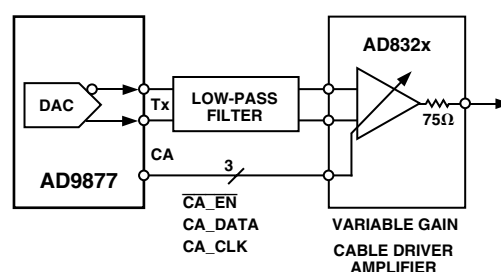 AD832x
DAC
Tx
LOW-PASS
FILTER
75Ω
CA
3
AD9877
CA_EN
CA_DATA
CA_CLK
VARIABLE GAIN
CABLE DRIVER
AMPLIFIER